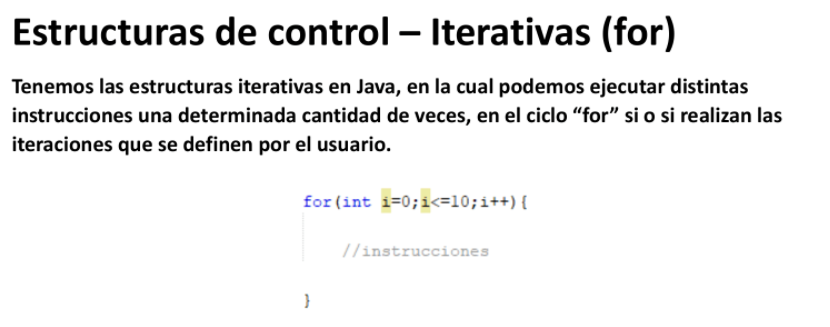 Estructuras de control – Iterativas (for)
Tenemos las estructuras iterativas en Java, en la cual podemos ejecutar distintas
instrucciones una determinada cantidad de veces, en el ciclo “for” si o si realizan las
iteraciones que se definen por el usuario.
for(int i=0;i<=10;i++){
//instrucciones
}